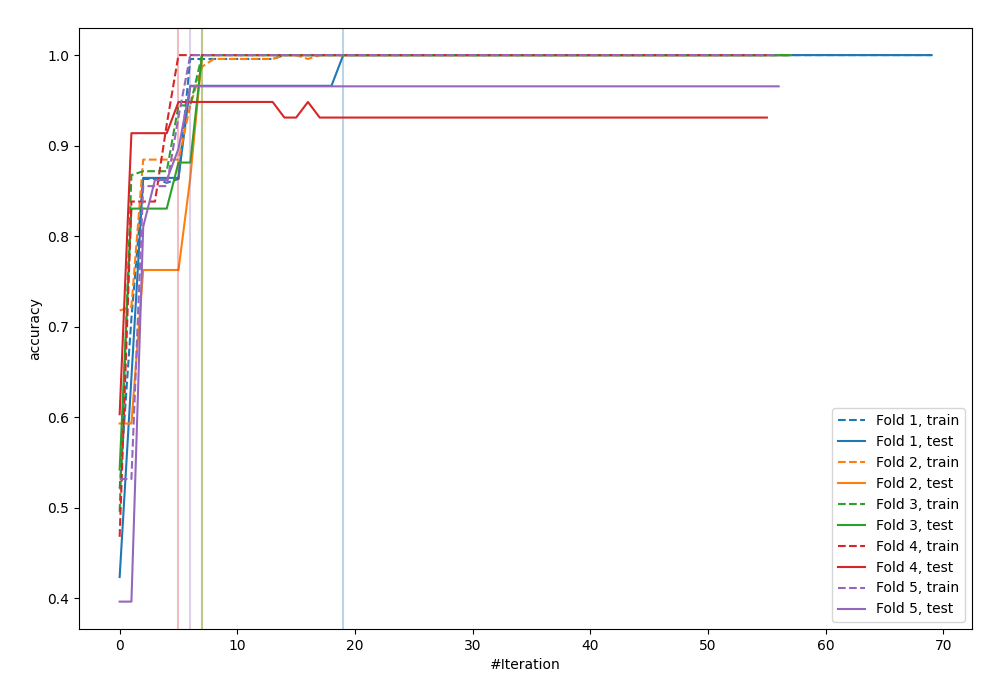 1.0
0.9
0.8
0.7
0.6
0.5
0.4
accuracy
0 10 20 30 40 50 60 70
#Iteration
Fold 1, train
Fold 1, test
Fold 2, train
Fold 2, test
Fold 3, train
Fold 3, test
Fold 4, train
Fold 4, test
Fold 5, train
Fold 5, test